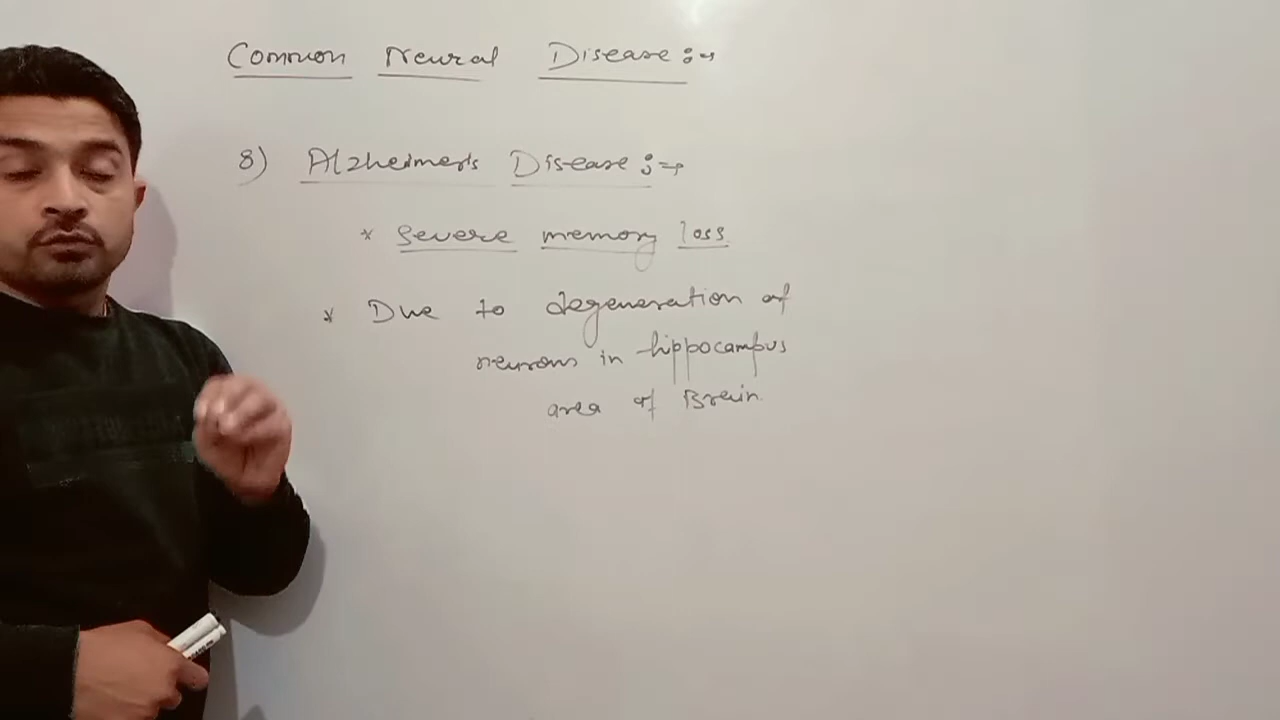 Common Neural Disease :→
8) Alzheimer's Disease :→
* Severe memory loss.
* Due to degeneration of
neurons in hippocampus
area of Brain.